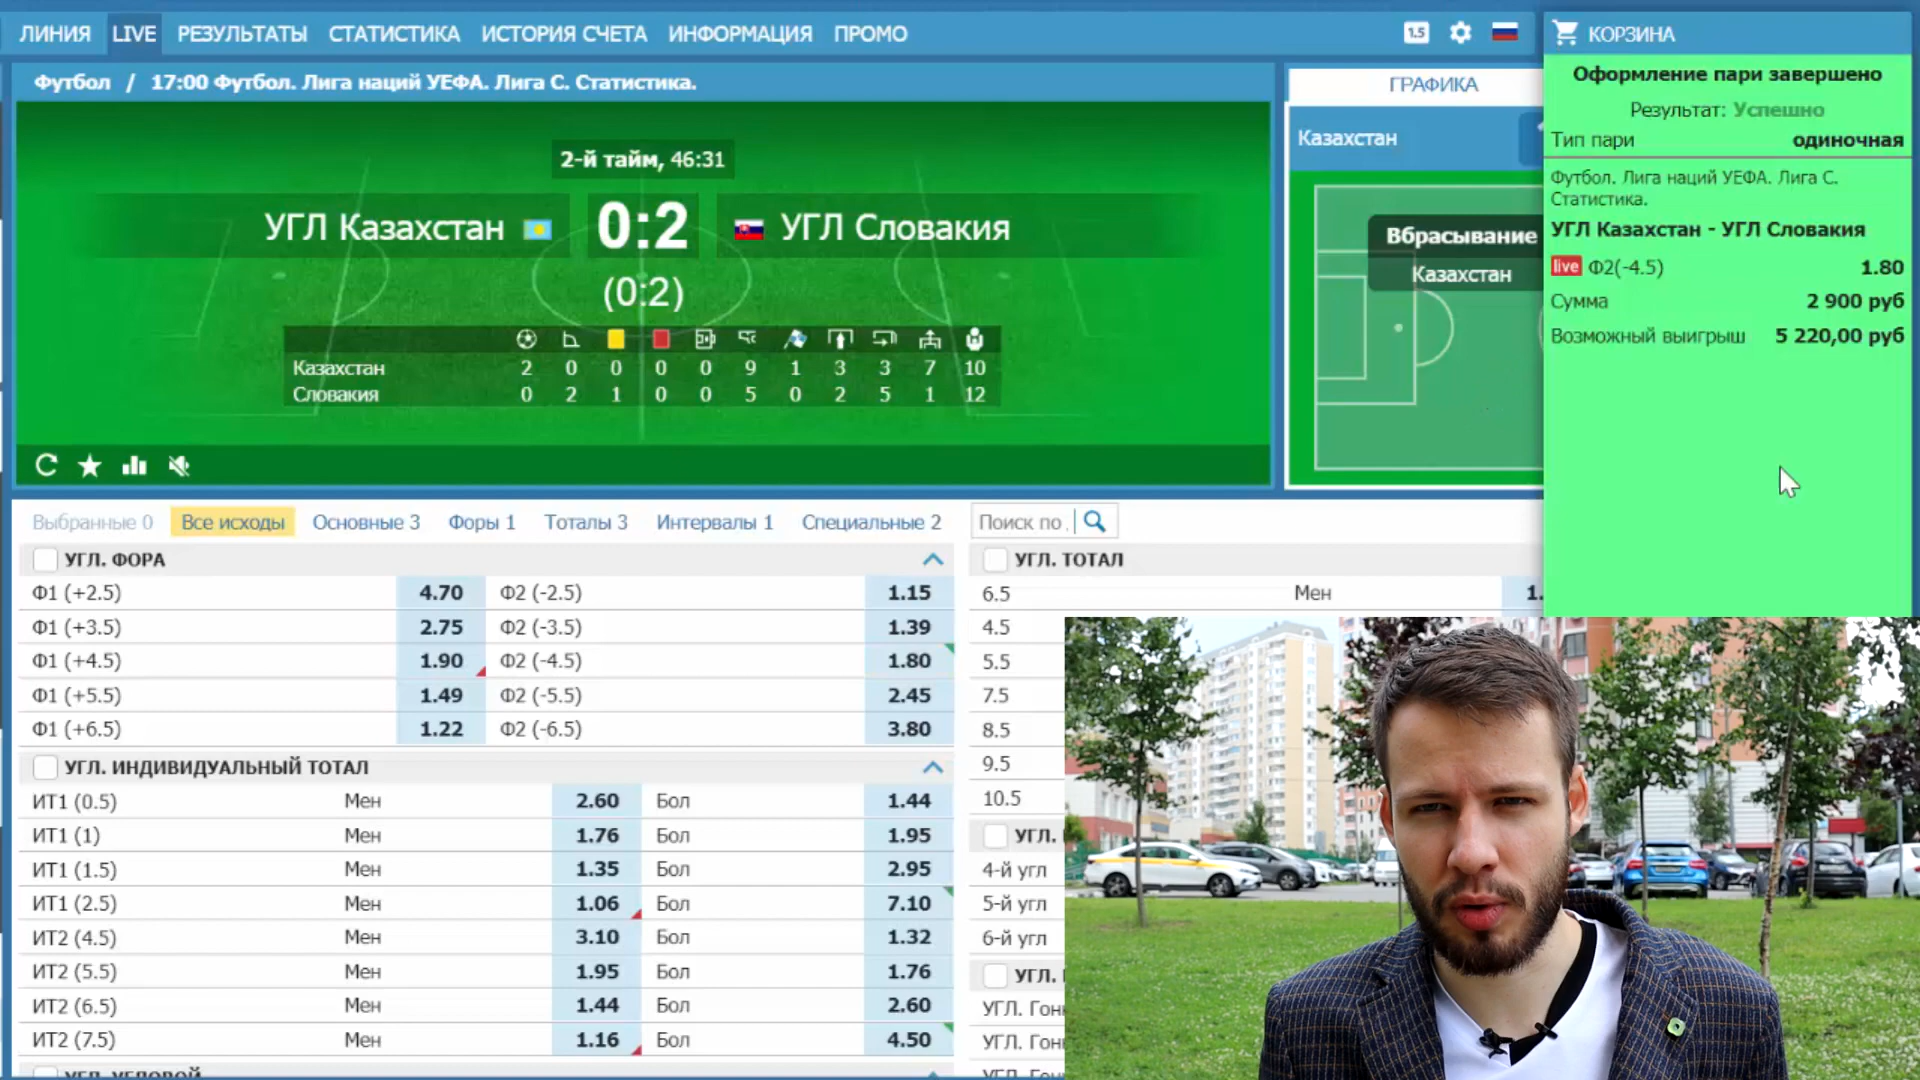 ЛИНИЯ LIVE РЕЗУЛЬТАТЫ СТАТИСТИКА ИСТОРИЯ СЧЕТА ИНФОРМАЦИЯ ПРОМО 1.5
Футбол / 17:00 Футбол. Лига наций УЕФА. Лига С. Статистика.
2-й тайм, 46:31
УГЛ Казахстан 0:2 УГЛ Словакия
(0:2)
Казахстан 2 0 0 0 0 9 1 3 3 7 10
Словакия 0 2 1 0 0 5 0 2 5 1 12
ГРАФИКА
Казахстан
Вбрасывание
Казахстан
КОРЗИНА
Оформление пари завершено
Результат: Успешно
Тип пари одиночная
Футбол. Лига наций УЕФА. Лига С.
Статистика.
УГЛ Казахстан - УГЛ Словакия
live Ф2(-4.5) 1.80
Сумма 2 900 руб
Возможный выигрыш 5 220,00 руб
Выбранные 0 Все исходы Основные 3 Форы 1 Тоталы 3 Интервалы 1 Специальные 2 Поиск по
УГЛ. ФОРА
Ф1 (+2.5) 4.70 Ф2 (-2.5) 1.15
Ф1 (+3.5) 2.75 Ф2 (-3.5) 1.39
Ф1 (+4.5) 1.90 Ф2 (-4.5) 1.80
Ф1 (+5.5) 1.49 Ф2 (-5.5) 2.45
Ф1 (+6.5) 1.22 Ф2 (-6.5) 3.80
УГЛ. ИНДИВИДУАЛЬНЫЙ ТОТАЛ
ИТ1 (0.5) Мен 2.60 Бол 1.44
ИТ1 (1) Мен 1.76 Бол 1.95
ИТ1 (1.5) Мен 1.35 Бол 2.95
ИТ1 (2.5) Мен 1.06 Бол 7.10
ИТ2 (4.5) Мен 3.10 Бол 1.32
ИТ2 (5.5) Мен 1.95 Бол 1.76
ИТ2 (6.5) Мен 1.44 Бол 2.60
ИТ2 (7.5) Мен 1.16 Бол 4.50
УГЛ. УГЛОВОЙ
УГЛ. ТОТАЛ
6.5 Мен 1.
4.5
5.5
7.5
8.5
9.5
10.5
УГЛ.
4-й угл
5-й угл
6-й угл
УГЛ.
УГЛ. Гон
УГЛ. Гон
УГЛ. Гон